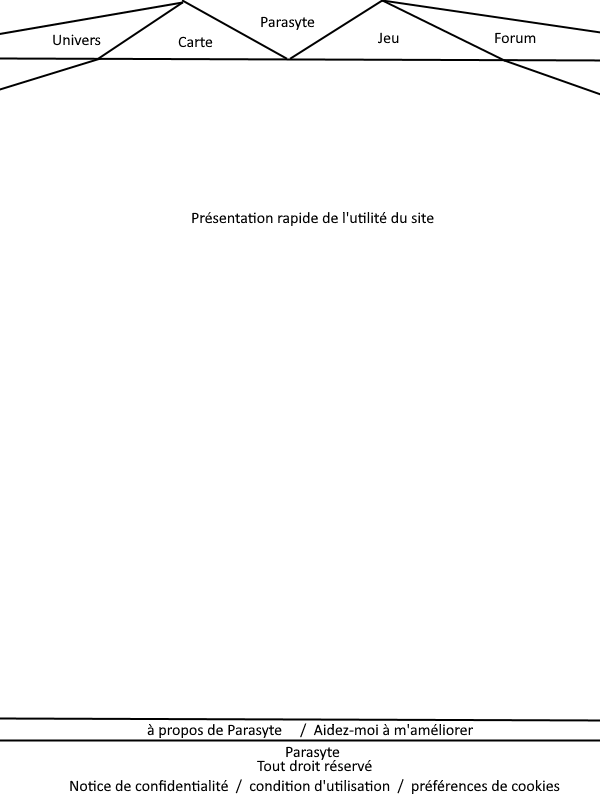 Univers
Carte
Parasyte
Jeu
Forum
Présentation rapide de l'utilité du site
à propos de Parasyte / Aidez-moi à m'améliorer
Parasyte
Tout droit réservé
Notice de confidentialité / condition d'utilisation / préférences de cookies